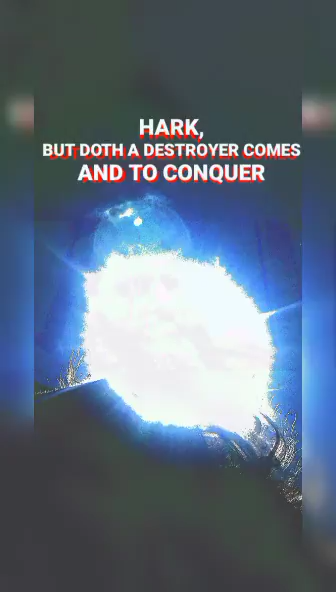 HARK,
BUT DOTH A DESTROYER COMES
AND TO CONQUER